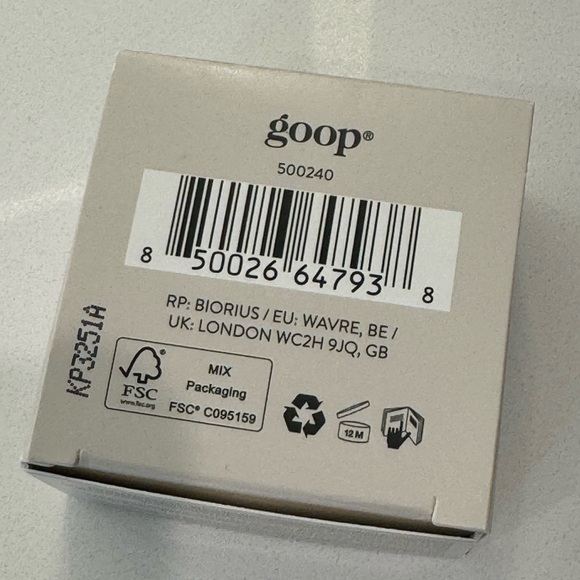 goop®
500240
8 50026 64793 8
RP: BIORIUS / EU: WAVRE, BE /
UK: LONDON WC2H 9JQ, GB
KP3251A
FSC®
www.fsc.org
MIX
Packaging
FSC® C095159
12 M